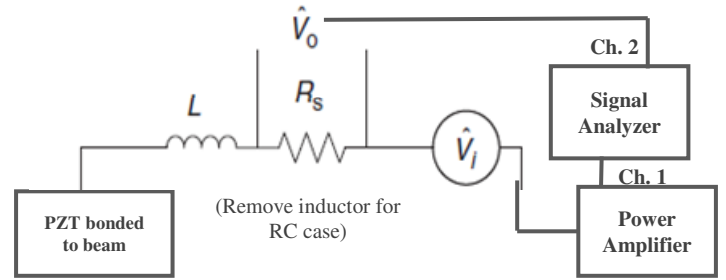 V̂o
Ch. 2
L
Rs
Signal
Analyzer
V̂i
Ch. 1
PZT bonded
to beam
(Remove inductor for
RC case)
Power
Amplifier